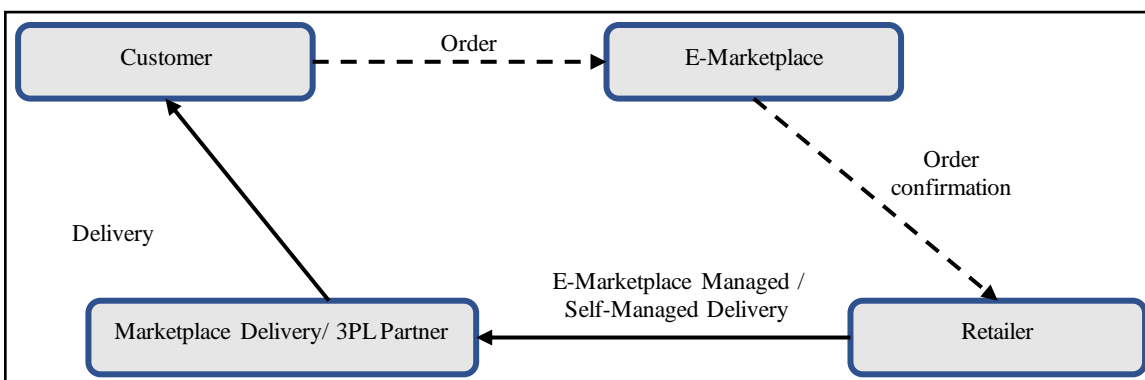 Customer
Order
E-Marketplace
Order
confirmation
Delivery
E-Marketplace Managed /
Self-Managed Delivery
Marketplace Delivery/ 3PL Partner
Retailer